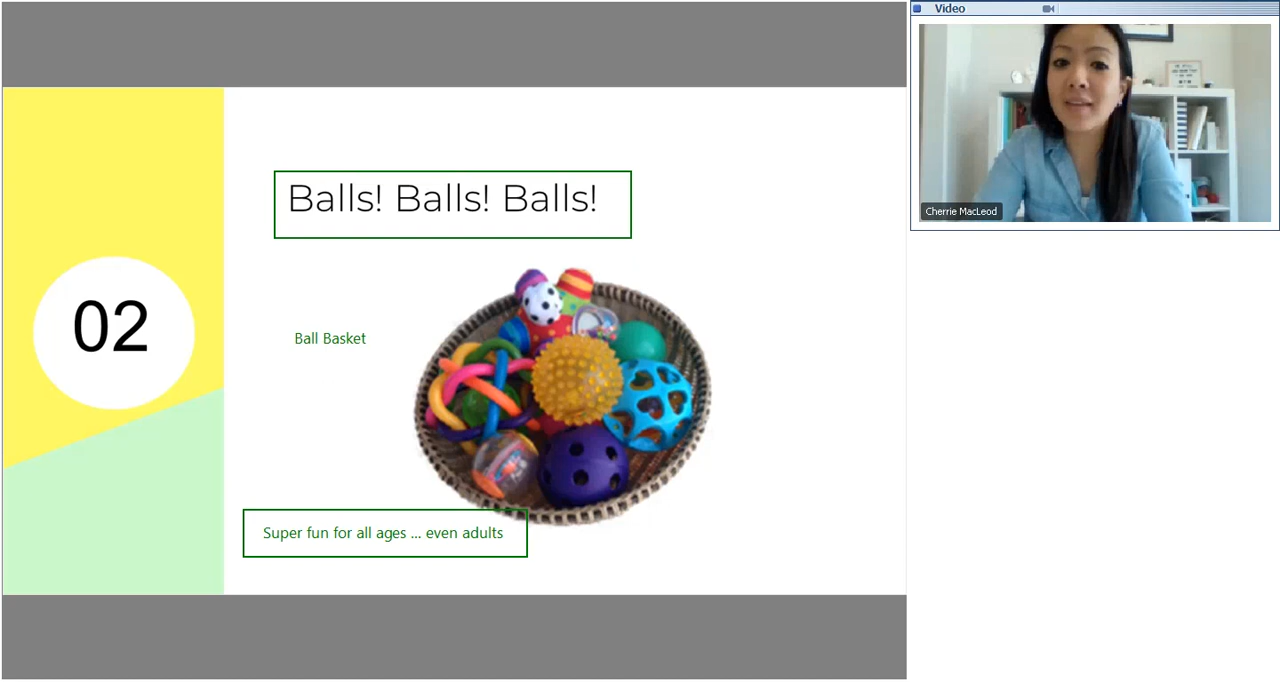 Video
Cherrie MacLeod
02
Balls! Balls! Balls!
Ball Basket
Super fun for all ages ... even adults